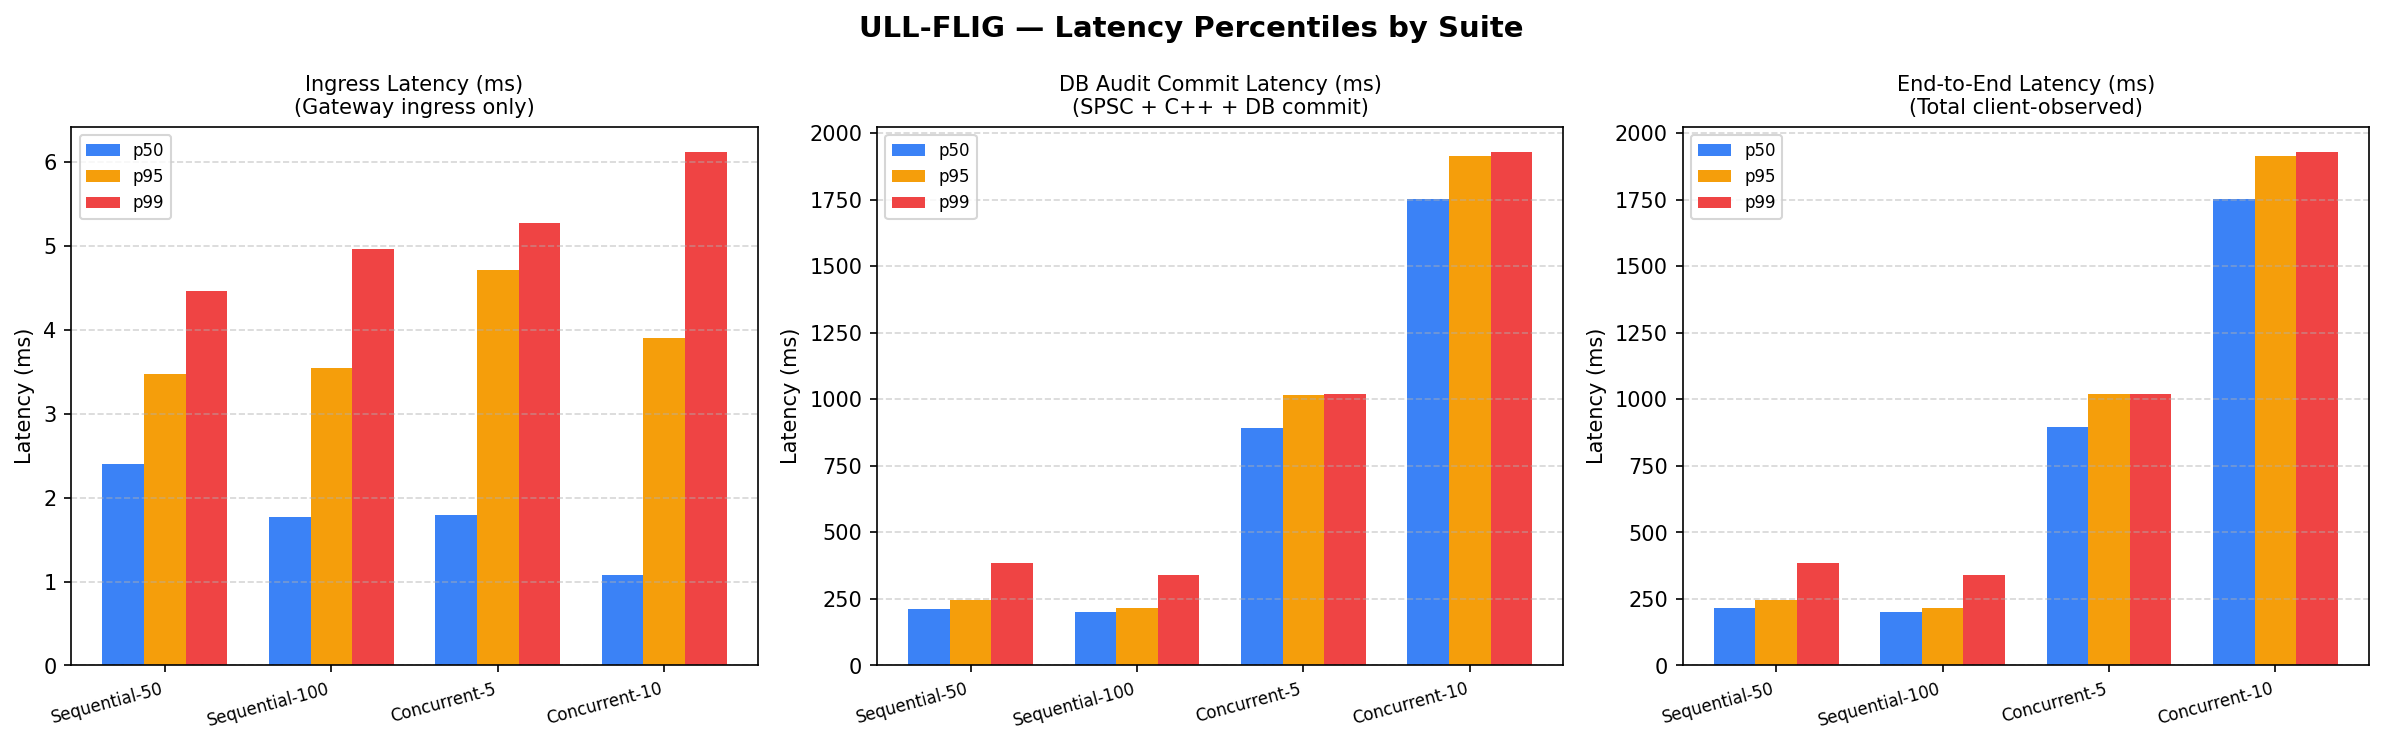 ULL-FLIG — Latency Percentiles by Suite
Ingress Latency (ms)
(Gateway ingress only)
Latency (ms)
6
5
4
3
2
1
0
p50
p95
p99
Sequential-50
Sequential-100
Concurrent-5
Concurrent-10
DB Audit Commit Latency (ms)
(SPSC + C++ + DB commit)
Latency (ms)
2000
1750
1500
1250
1000
750
500
250
0
p50
p95
p99
Sequential-50
Sequential-100
Concurrent-5
Concurrent-10
End-to-End Latency (ms)
(Total client-observed)
Latency (ms)
2000
1750
1500
1250
1000
750
500
250
0
p50
p95
p99
Sequential-50
Sequential-100
Concurrent-5
Concurrent-10